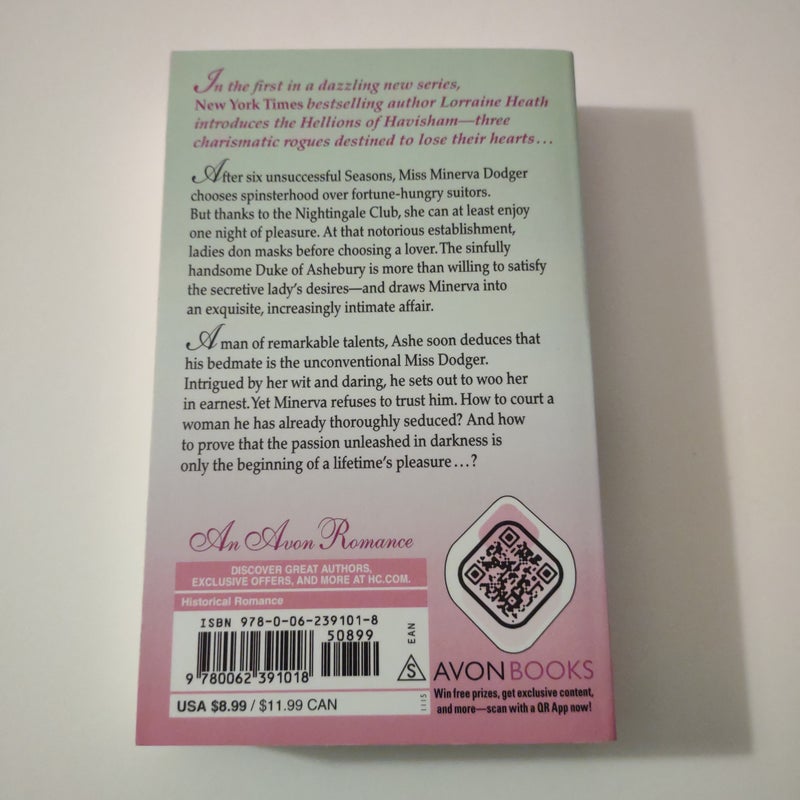 In the first in a dazzling new series,
New York Times bestselling author Lorraine Heath
introduces the Hellions of Havisham—three
charismatic rogues destined to lose their hearts...
After six unsuccessful Seasons, Miss Minerva Dodger
chooses spinsterhood over fortune-hungry suitors.
But thanks to the Nightingale Club, she can at least enjoy
one night of pleasure. At that notorious establishment,
ladies don masks before choosing a lover. The sinfully
handsome Duke of Ashebury is more than willing to satisfy
the secretive lady's desires—and draws Minerva into
an exquisite, increasingly intimate affair.
A man of remarkable talents, Ashe soon deduces that
his bedmate is the unconventional Miss Dodger.
Intrigued by her wit and daring, he sets out to woo her
in earnest. Yet Minerva refuses to trust him. How to court a
woman he has already thoroughly seduced? And how
to prove that the passion unleashed in darkness is
only the beginning of a lifetime's pleasure...?
An Avon Romance
DISCOVER GREAT AUTHORS,
EXCLUSIVE OFFERS, AND MORE AT HC.COM.
Historical Romance
ISBN 978-0-06-239101-8
50899
EAN
9 780062 391018
S
USA $8.99 / $11.99 CAN
1115
AVONBOOKS
Win free prizes, get exclusive content,
and more—scan with a QR App now!